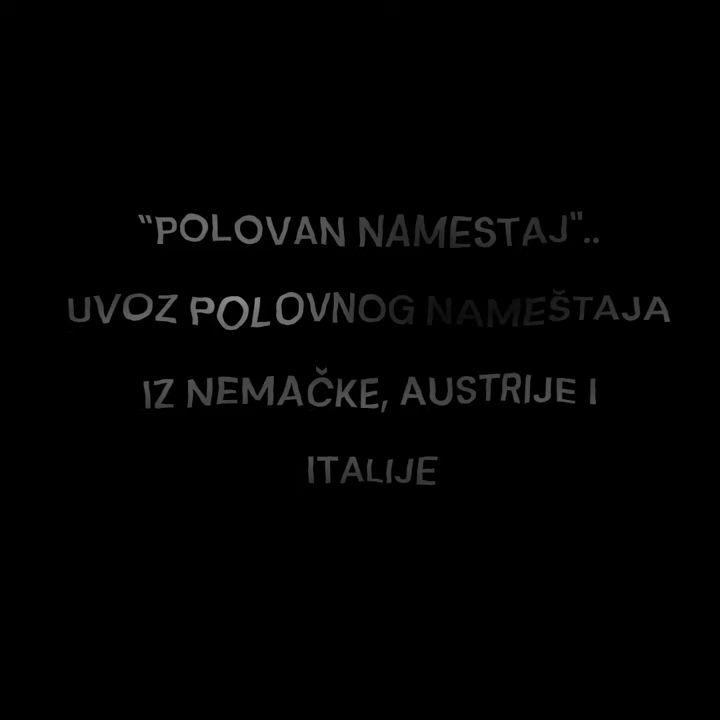 "POLOVAN NAMESTAJ"..
UVOZ POLOVNOG NAMEŠTAJA
IZ NEMAČKE, AUSTRIJE I
ITALIJE